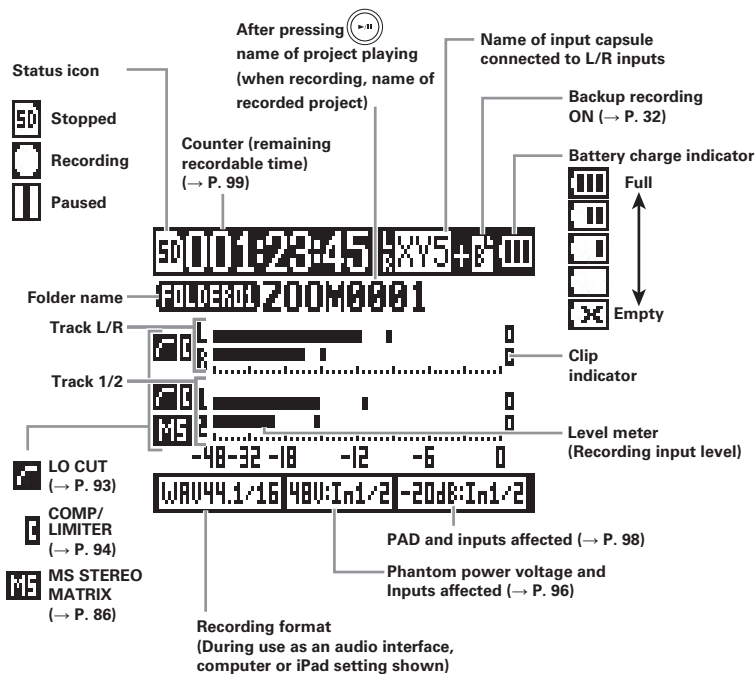 After pressing
name of project playing
(when recording, name of
recorded project)
Name of input capsule
connected to L/R inputs
Status icon
SD Stopped
Recording
Paused
Counter (remaining
recordable time)
(→ P. 99)
Backup recording
ON (→ P. 32)
Battery charge indicator
Full
Empty
SD 001:23:45 LR XY5+B
Folder name
FOLDER01 ZOOM0001
Track L/R
L
R
Clip
indicator
Track 1/2
1
MS 2
Level meter
(Recording input level)
-48-32 -18 -12 -6 0
WAV44.1/16 48V:In1/2 -20dB:In1/2
LO CUT
(→ P. 93)
COMP/
LIMITER
(→ P. 94)
MS MS STEREO
MATRIX
(→ P. 86)
PAD and inputs affected (→ P. 98)
Phantom power voltage and
Inputs affected (→ P. 96)
Recording format
(During use as an audio interface,
computer or iPad setting shown)